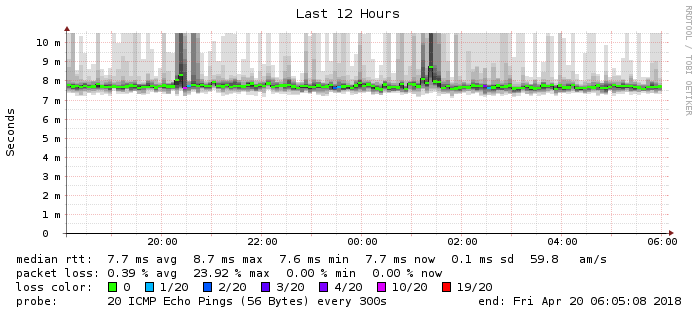 Last 12 Hours
RRDTOOL / TOBI OETIKER
Seconds
10 m
9 m
8 m
7 m
6 m
5 m
4 m
3 m
2 m
1 m
0
20:00 22:00 00:00 02:00 04:00 06:00
median rtt: 7.7 ms avg 8.7 ms max 7.6 ms min 7.7 ms now 0.1 ms sd 59.8 am/s
packet loss: 0.39 % avg 23.92 % max 0.00 % min 0.00 % now
loss color: 0 1/20 2/20 3/20 4/20 10/20 19/20
probe: 20 ICMP Echo Pings (56 Bytes) every 300s end: Fri Apr 20 06:05:08 2018